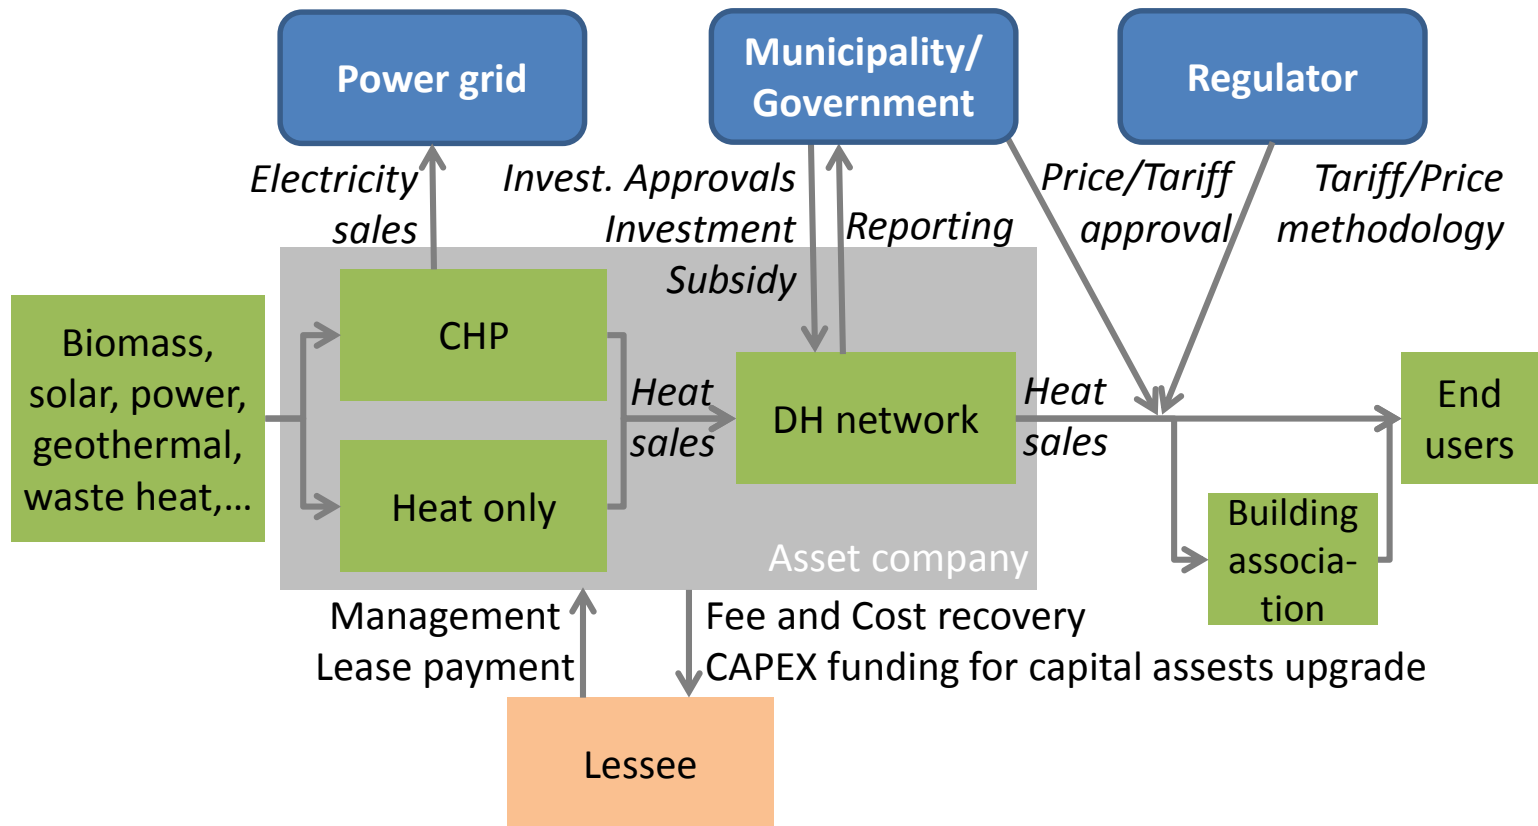 Power grid
Municipality/
Government
Regulator
Electricity
sales
Invest. Approvals
Investment
Subsidy
Reporting
Price/Tariff
approval
Tariff/Price
methodology
Biomass,
solar, power,
geothermal,
waste heat,...
CHP
Heat only
Heat
sales
DH network
Heat
sales
End
users
Building
associa-
tion
Asset company
Management
Lease payment
Fee and Cost recovery
CAPEX funding for capital assests upgrade
Lessee